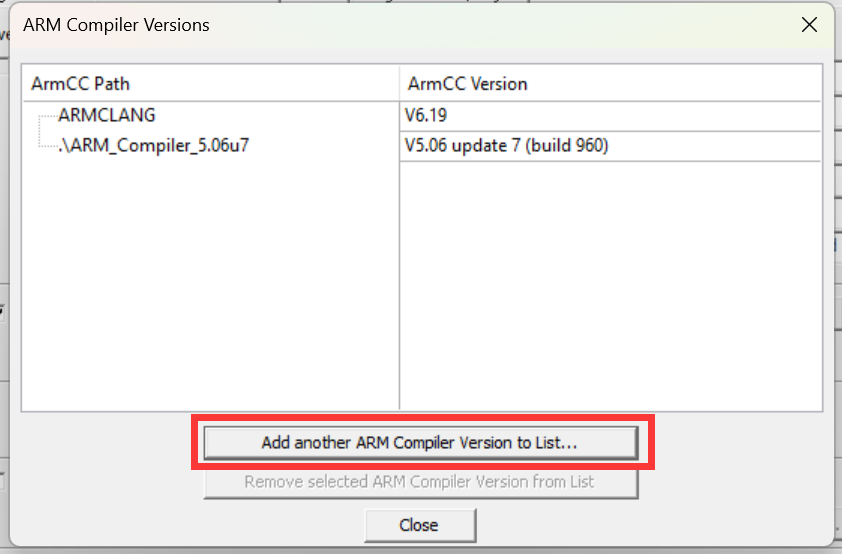 ARM Compiler Versions
ArmCC Path ArmCC Version
ARMCLANG V6.19
.\ARM_Compiler_5.06u7 V5.06 update 7 (build 960)
Add another ARM Compiler Version to List...
Remove selected ARM Compiler Version from List
Close